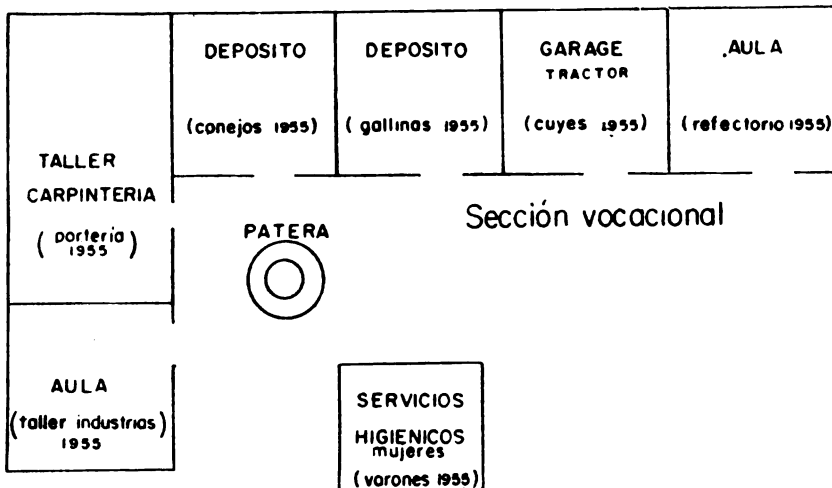 DEPOSITO
(conejos 1955)
DEPOSITO
(gallinas 1955)
GARAGE
TRACTOR
(cuyes 1955)
AULA
(refectorio 1955)
TALLER
CARPINTERIA
(portería
1955)
PATERA
Sección vocacional
AULA
(taller industrias)
1955
SERVICIOS
HIGIENICOS
mujeres
(varones 1955)